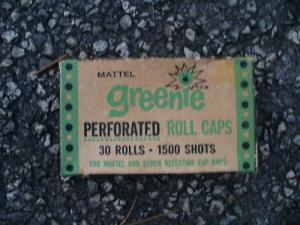 MATTEL
greenie
PERFORATED ROLL CAPS
30 ROLLS • 1500 SHOTS
FOR MATTEL AND OTHER REPEATING CAP GUNS